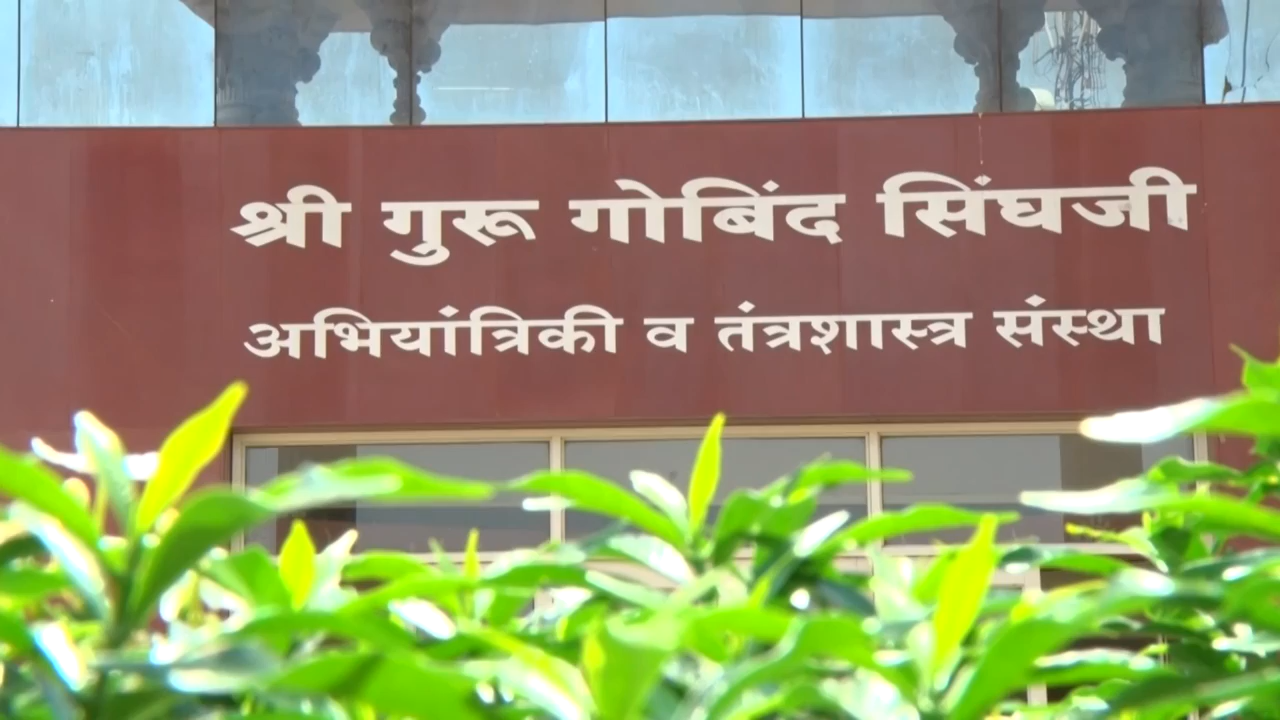 श्री गुरू गोबिंद सिंघजी
अभियांत्रिकी व तंत्रशास्त्र संस्था